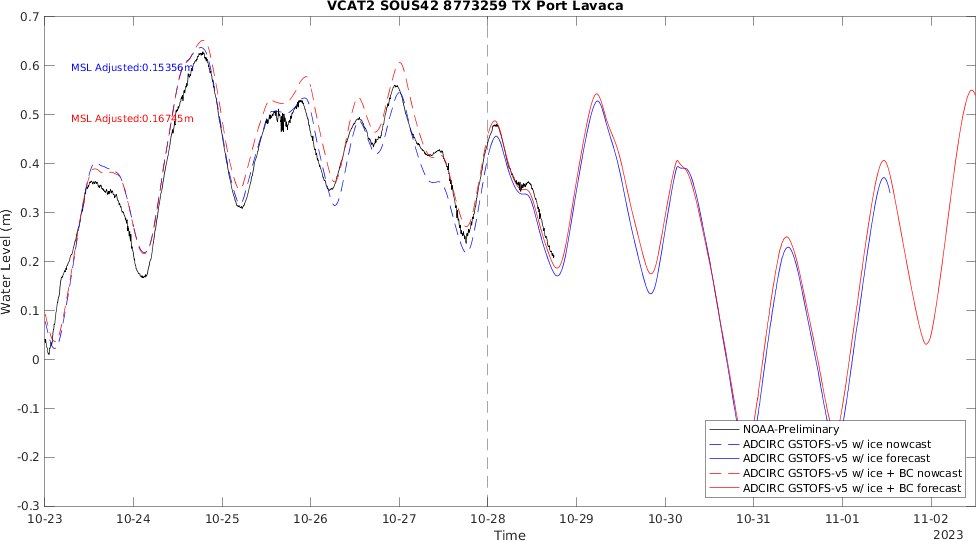 VCAT2 SOUS42 8773259 TX Port Lavaca
0.7
0.6
0.5
0.4
0.3
0.2
0.1
0
-0.1
-0.2
-0.3
Water Level (m)
MSL Adjusted:0.15356m
MSL Adjusted:0.16745m
NOAA-Preliminary
ADCIRC GSTOFS-v5 w/ ice nowcast
ADCIRC GSTOFS-v5 w/ ice forecast
ADCIRC GSTOFS-v5 w/ ice + BC nowcast
ADCIRC GSTOFS-v5 w/ ice + BC forecast
10-23 10-24 10-25 10-26 10-27 10-28 10-29 10-30 10-31 11-01 11-02
Time
2023